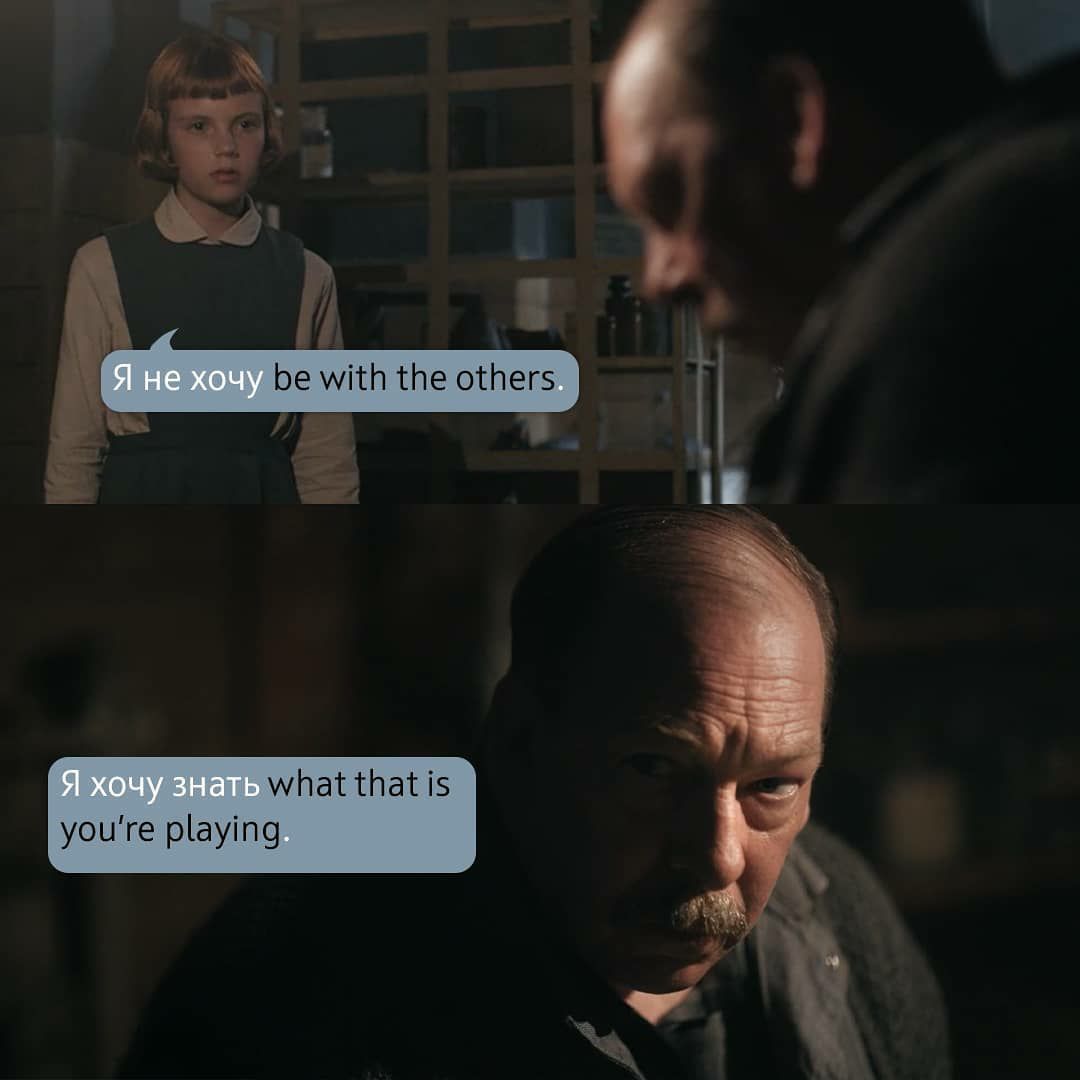 Я не хочу be with the others.
Я хочу знать what that is
you’re playing.